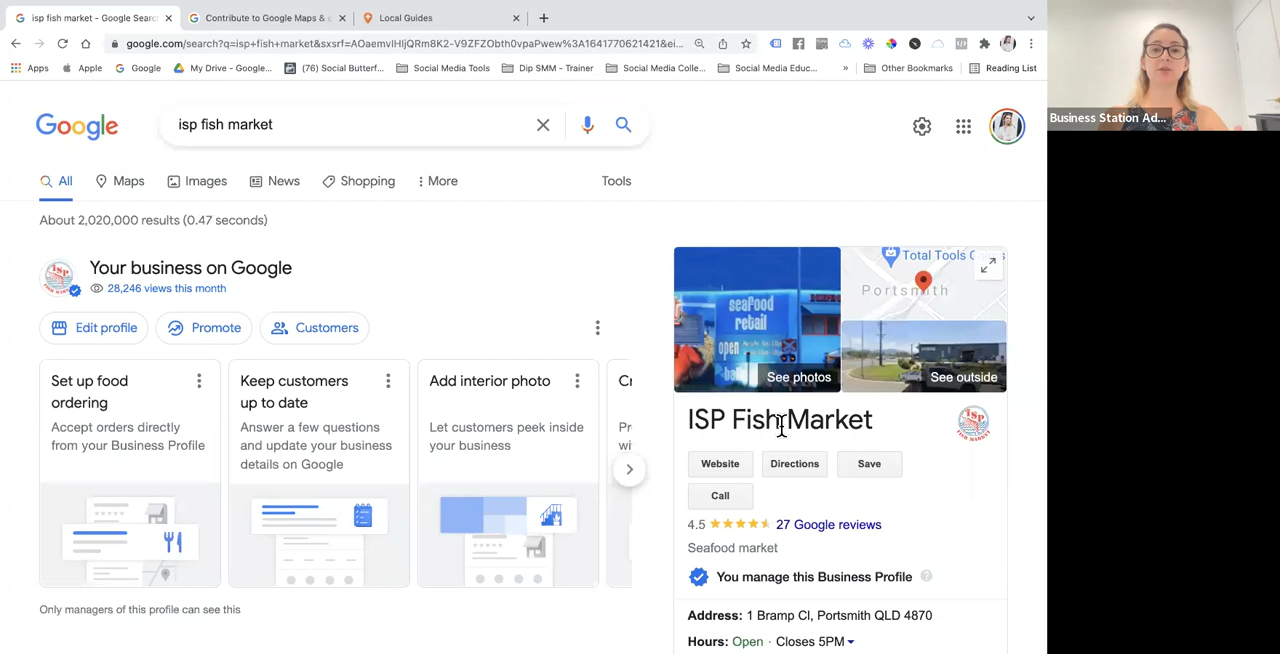 isp fish market - Google Searc
Contribute to Google Maps & e
Local Guides
google.com/search?q=isp+fish+market&sxsrf=AOaemvIHIjQRm8K2-V9ZFZObth0vpaPwew%3A1641770621421&ei...
Apps
Apple
Google
My Drive - Google...
(76) Social Butterf...
Social Media Tools
Dip SMM - Trainer
Social Media Colle...
Social Media Educ...
»
Other Bookmarks
Reading List
Business Station Ad...
Google
isp fish market
All
Maps
Images
News
Shopping
More
Tools
About 2,020,000 results (0.47 seconds)
Your business on Google
28,246 views this month
Edit profile
Promote
Customers
Set up food
ordering
Accept orders directly
from your Business Profile
Keep customers
up to date
Answer a few questions
and update your business
details on Google
Add interior photo
Let customers peek inside
your business
Cr
Pr
wi
Only managers of this profile can see this
seafood
retail
open
See photos
Total Tools C
Portsmith
See outside
ISP Fish Market
isp
Website
Directions
Save
Call
4.5
27 Google reviews
Seafood market
You manage this Business Profile
Address: 1 Bramp Cl, Portsmith QLD 4870
Hours: Open · Closes 5PM